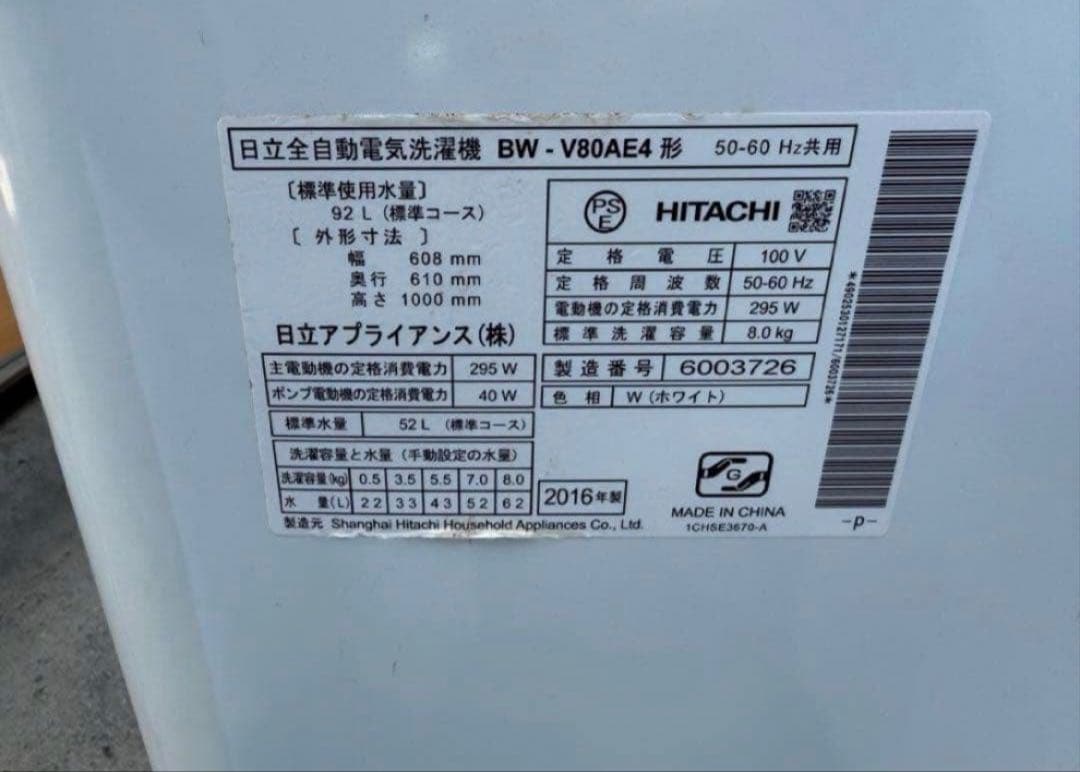 日立全自動電気洗濯機 BW - V80AE4 形 50-60 Hz共用
〔標準使用水量〕
92 L (標準コース)
〔 外形寸法 〕
幅 608 mm
奥行 610 mm
高さ 1000 mm
日立アプライアンス(株)
主電動機の定格消費電力 295 W
ポンプ電動機の定格消費電力 40 W
標準水量 52 L (標準コース)
洗濯容量と水量 (手動設定の水量)
洗濯容量(kg) 0.5 3.5 5.5 7.0 8.0
水 量(L) 22 33 43 52 62
製造元 Shanghai Hitachi Household Appliances Co., Ltd.
PS
E
HITACHI
定格電圧 100 V
定格周波数 50-60 Hz
電動機の定格消費電力 295 W
標準洗濯容量 8.0 kg
製造番号 6003726
色相 W (ホワイト)
2016年製
G
MADE IN CHINA
1CHSE3670-A
*4902530127171/6003726*
-p-